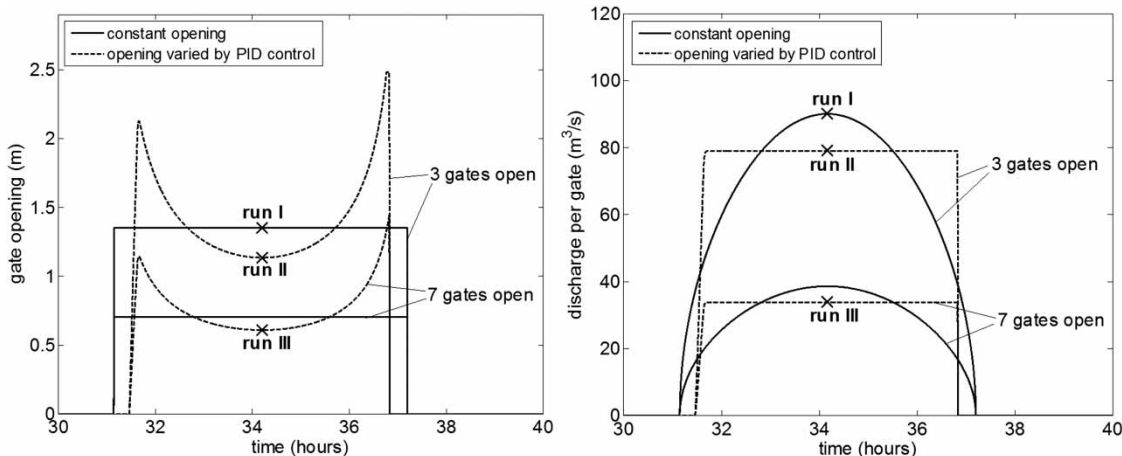 constant opening
opening varied by PID control
gate opening (m)
2.5
2
1.5
1
0.5
0
run I
run II
run III
3 gates open
7 gates open
30
32
34
36
38
40
time (hours)
constant opening
opening varied by PID control
discharge per gate (m³/s)
120
100
80
60
40
20
0
run I
run II
run III
3 gates open
7 gates open
30
32
34
36
38
40
time (hours)